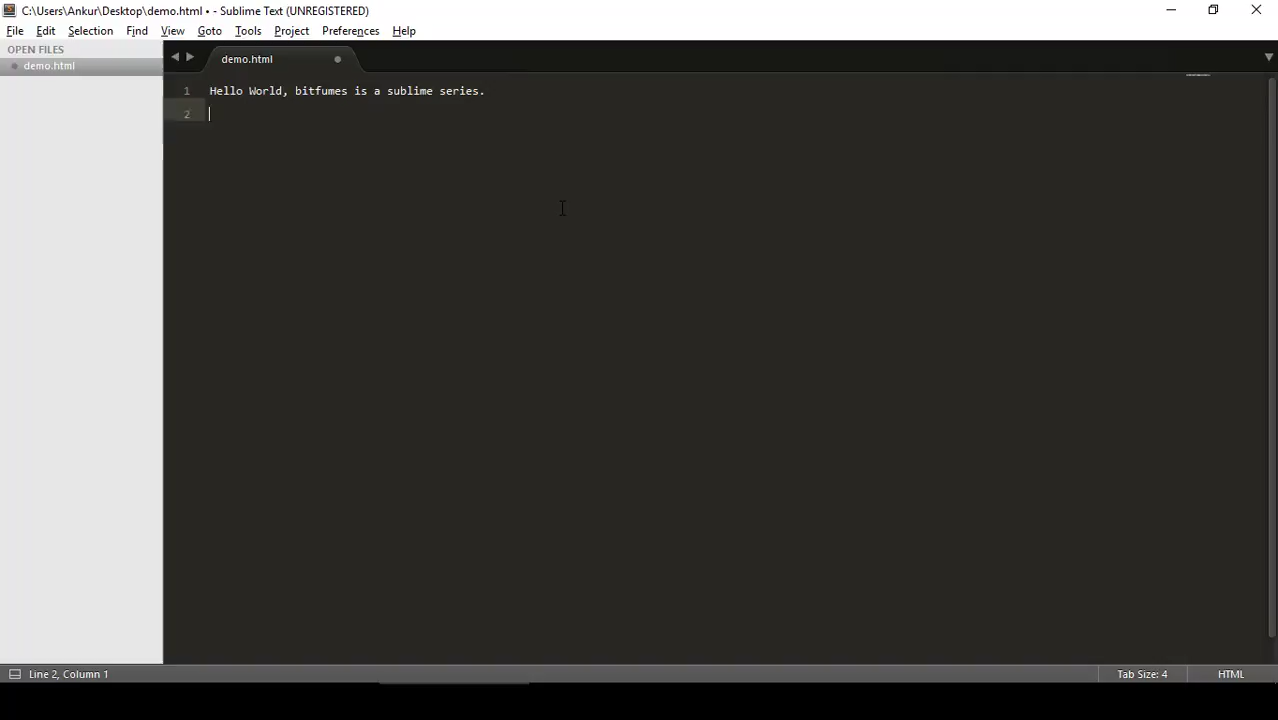 C:\Users\Ankur\Desktop\demo.html • - Sublime Text (UNREGISTERED)
File Edit Selection Find View Goto Tools Project Preferences Help
OPEN FILES
demo.html
demo.html
1 Hello World, bitfumes is a sublime series.
2
Line 2, Column 1 Tab Size: 4 HTML